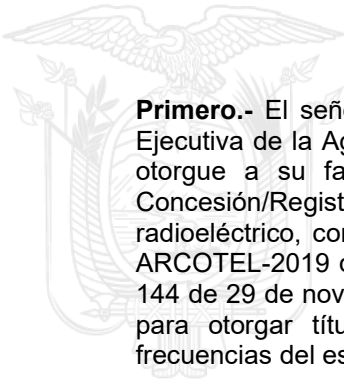 Primero.- El seño
Ejecutiva de la Ag
otorgue a su fa
Concesión/Regist
radioeléctrico, con
ARCOTEL-2019 d
144 de 29 de nov
para otorgar títu
frecuencias del es